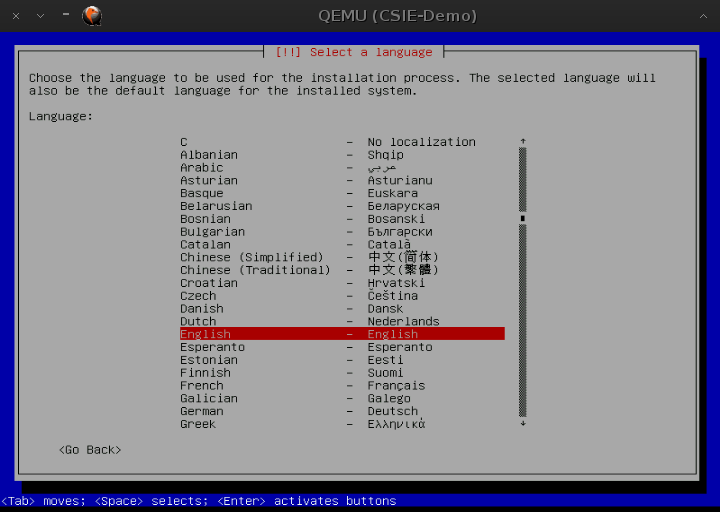 QEMU (CSIE-Demo)
[!!] Select a language
Choose the language to be used for the installation process. The selected language will
also be the default language for the installed system.
Language:
C - No localization
Albanian - Shqip
Arabic - عربي
Asturian - Asturianu
Basque - Euskara
Belarusian - Беларуская
Bosnian - Bosanski
Bulgarian - Български
Catalan - Català
Chinese (Simplified) - 中文(简体)
Chinese (Traditional) - 中文(繁體)
Croatian - Hrvatski
Czech - Čeština
Danish - Dansk
Dutch - Nederlands
English - English
Esperanto - Esperanto
Estonian - Eesti
Finnish - Suomi
French - Français
Galician - Galego
German - Deutsch
Greek - Ελληνικά
<Go Back>
<Tab> moves; <Space> selects; <Enter> activates buttons